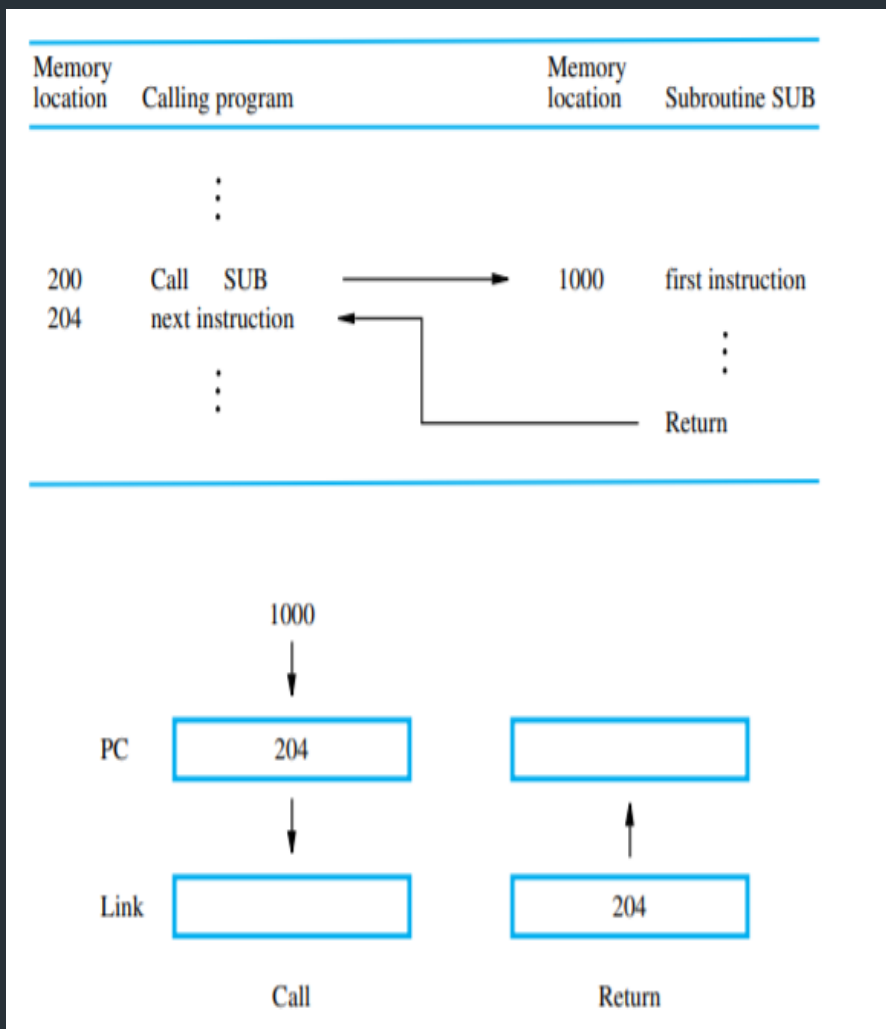 Memory location Calling program Memory location Subroutine SUB
200 Call SUB 1000 first instruction
204 next instruction
Return
1000
PC 204
Link 204
Call Return